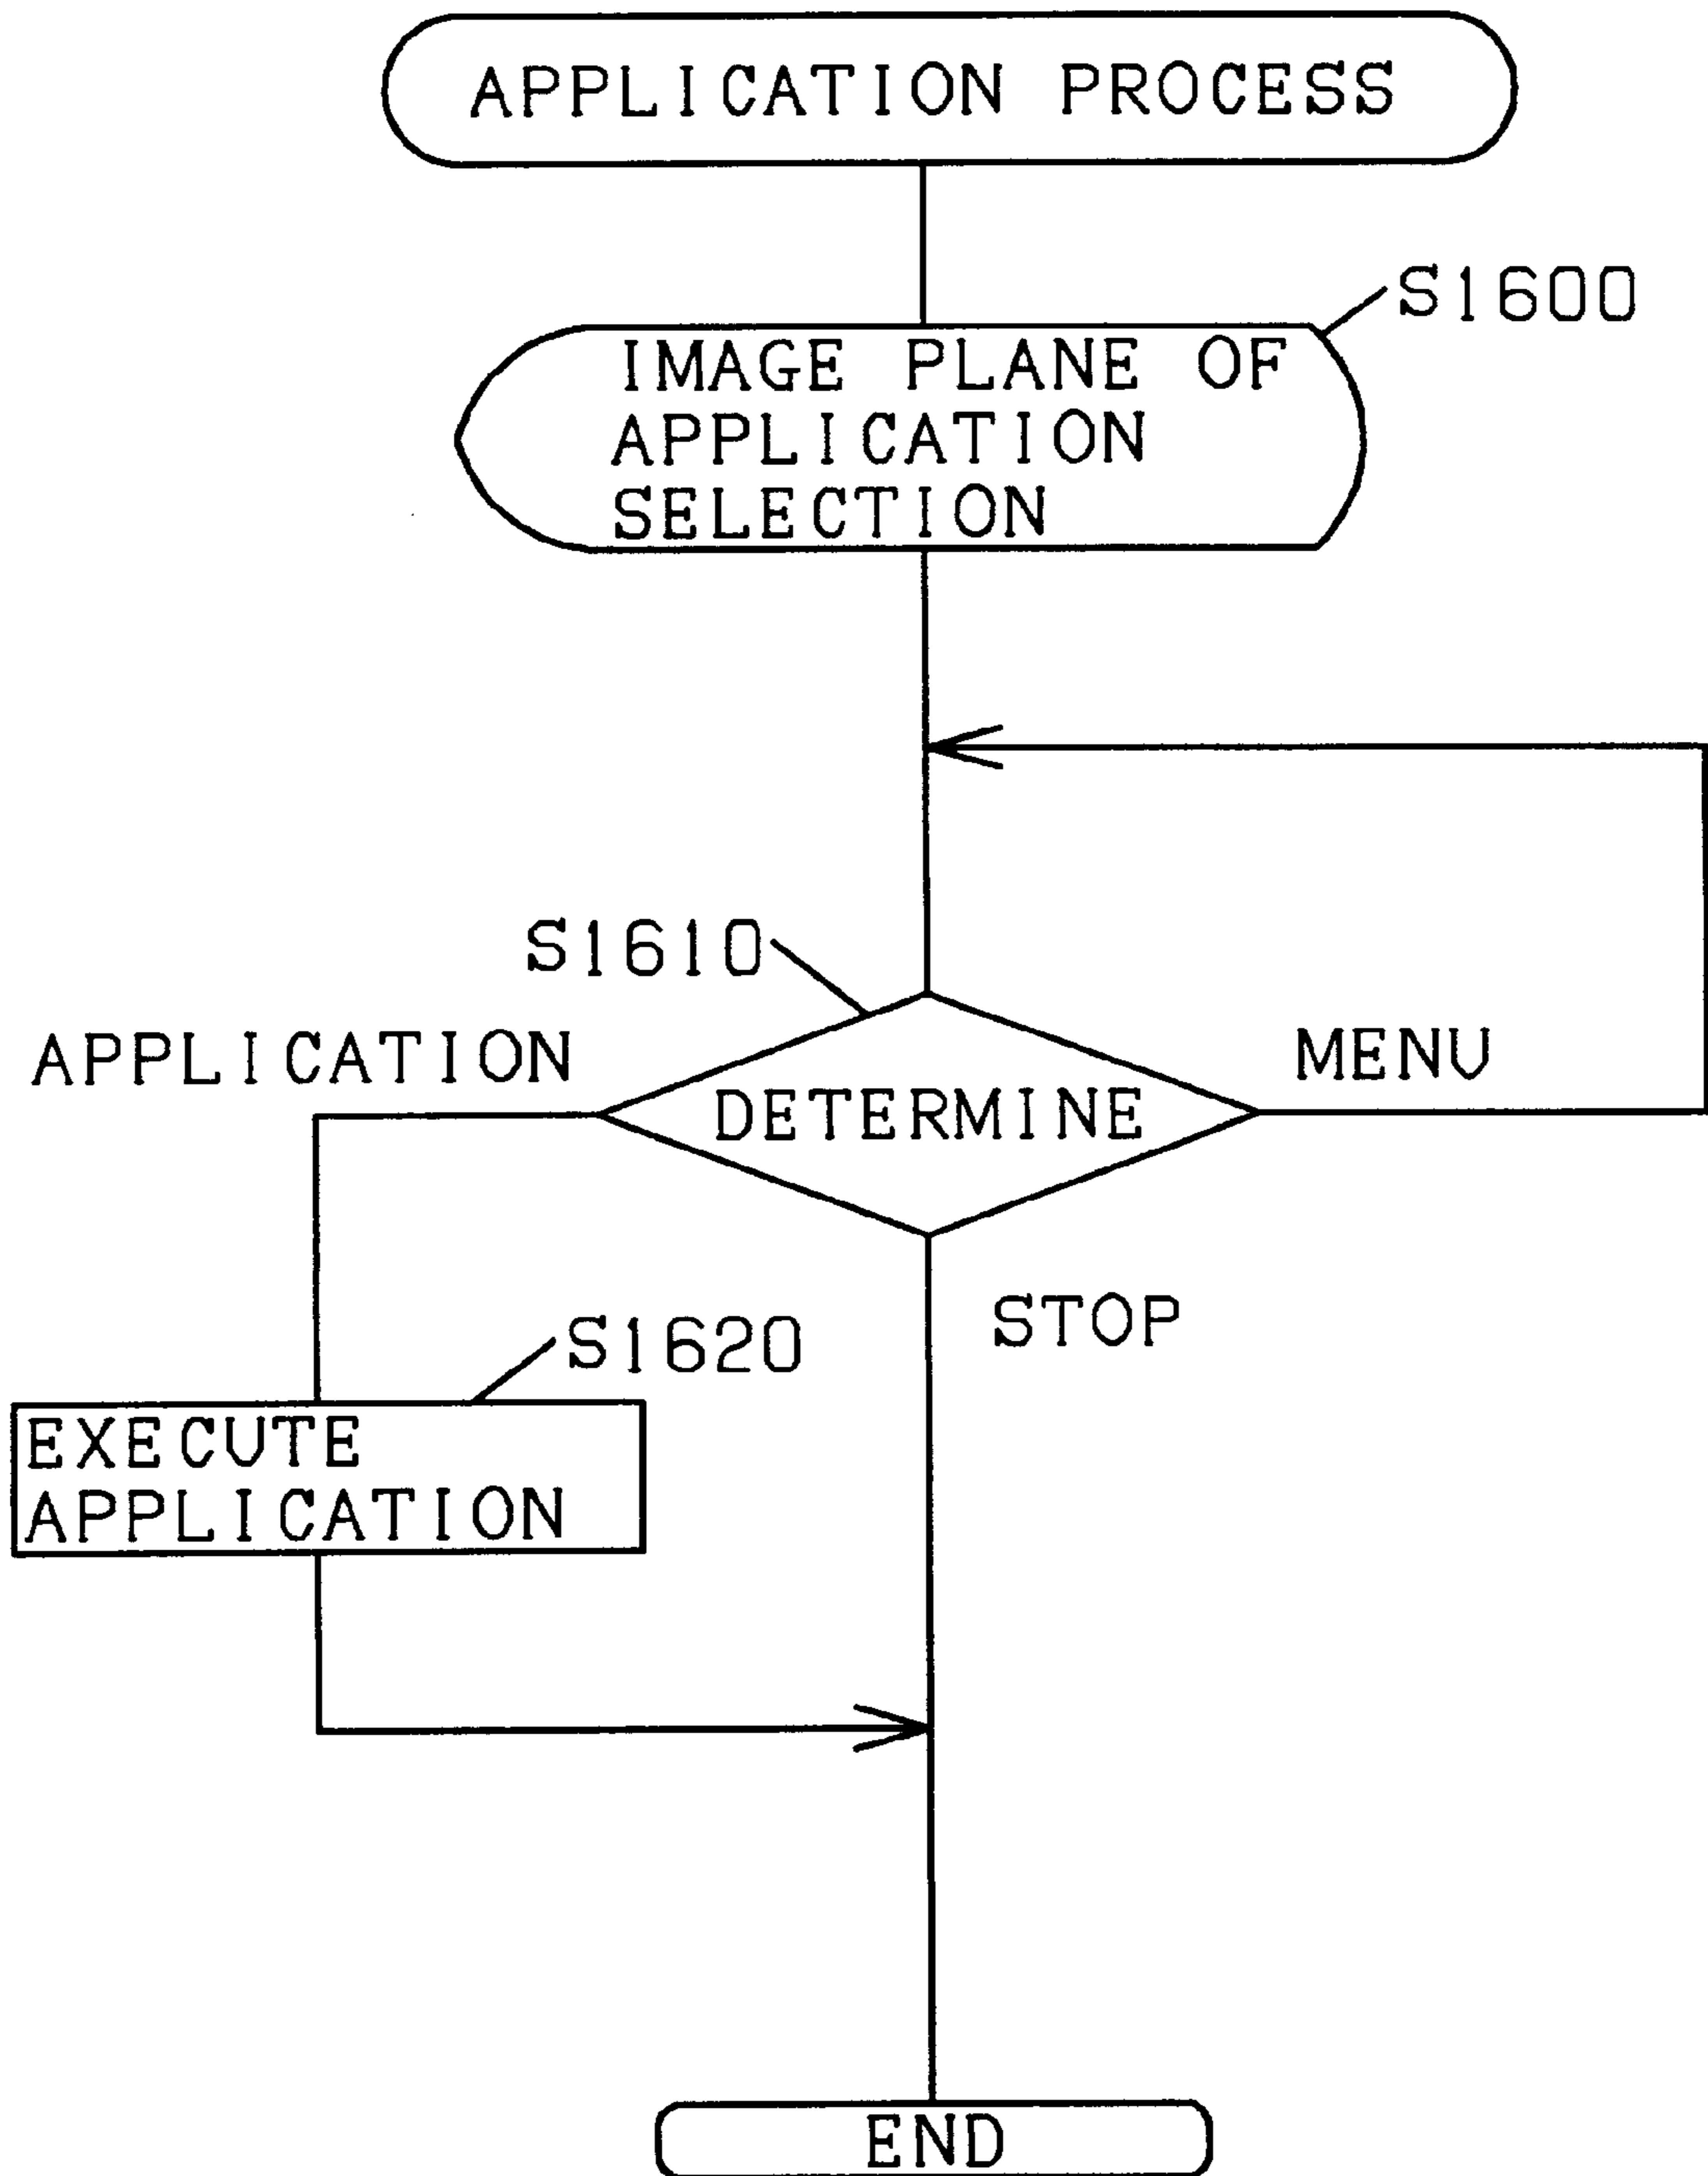 APPLICATION PROCESS
S1600
IMAGE PLANE OF
APPLICATION
SELECTION
S1610
APPLICATION
MENU
DETERMINE
STOP
S1620
EXECUTE
APPLICATION
END